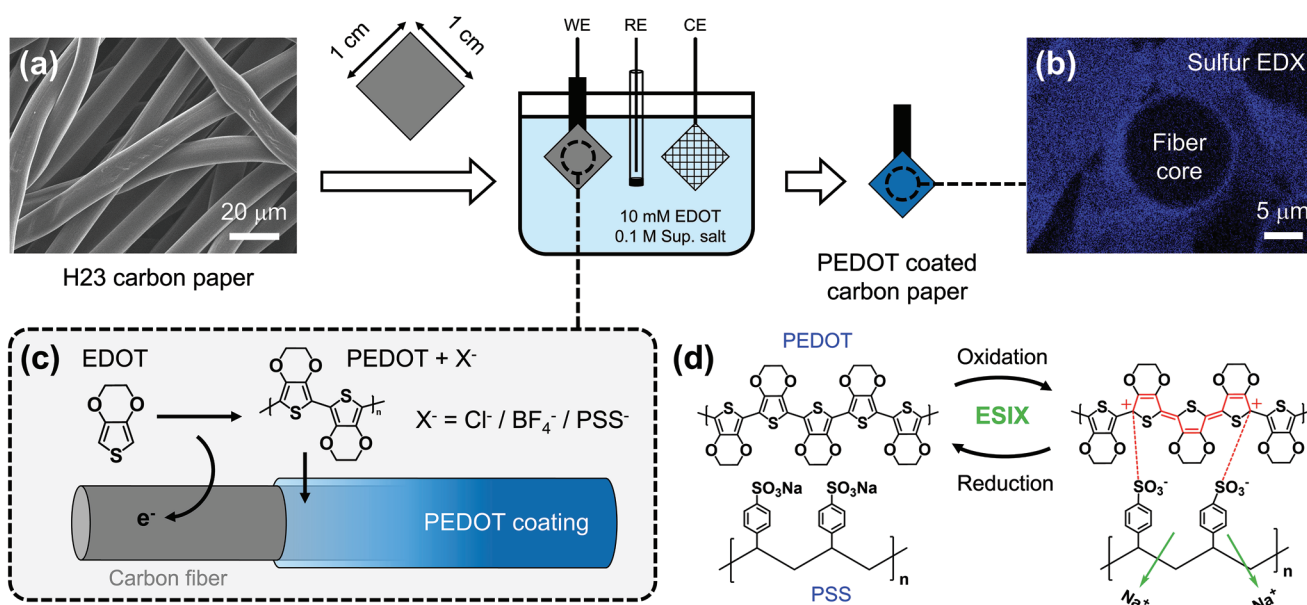 (a)
20 μm
H23 carbon paper
1 cm
1 cm
WE
RE
CE
10 mM EDOT
0.1 M Sup. salt
PEDOT coated
carbon paper
(b)
Sulfur EDX
Fiber
core
5 μm
(c)
EDOT
O
O
S
PEDOT + X⁻
O
O
S
S
n
O
O
X⁻ = Cl⁻ / BF₄⁻ / PSS⁻
e⁻
PEDOT coating
Carbon fiber
(d)
PEDOT
O
O
O
O
S
S
S
S
S
n
O
O
O
O
O
O
SO₃Na
SO₃Na
n
PSS
Oxidation
ESIX
Reduction
O
O
O
O
+
+
S
S
S
S
S
n
O
O
O
O
O
O
SO₃⁻
SO₃⁻
n
Na⁺
Na⁺